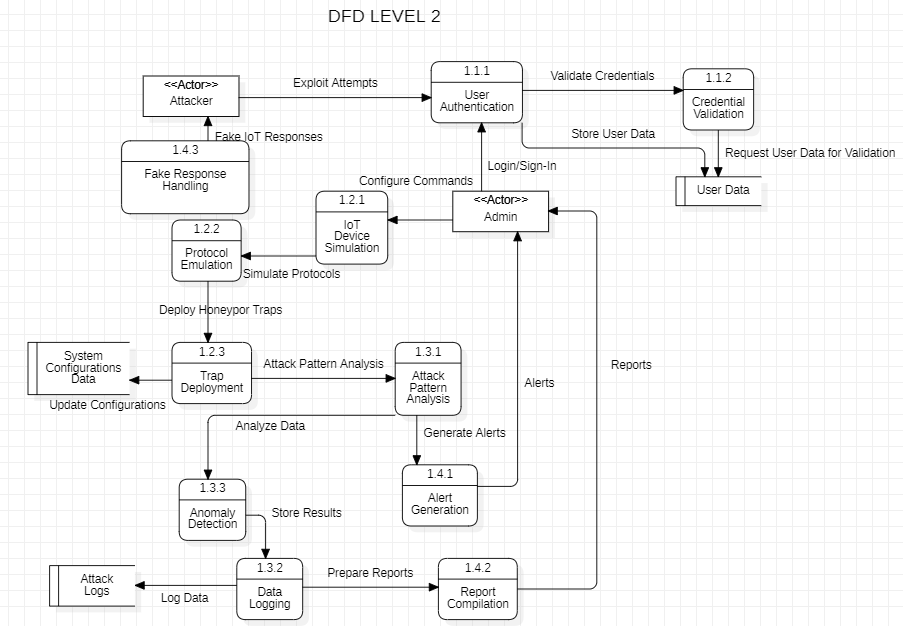 DFD LEVEL 2
<<Actor>>
Attacker
Exploit Attempts
1.1.1
User
Authentication
Validate Credentials
1.1.2
Credential
Validation
Store User Data
Request User Data for Validation
User Data
Fake IoT Responses
1.4.3
Fake Response
Handling
Login/Sign-In
Configure Commands
<<Actor>>
Admin
1.2.1
IoT
Device
Simulation
1.2.2
Protocol
Emulation
Simulate Protocols
Deploy Honeypor Traps
System
Configurations
Data
Update Configurations
1.2.3
Trap
Deployment
Attack Pattern Analysis
1.3.1
Attack
Pattern
Analysis
Alerts
Reports
Analyze Data
Generate Alerts
1.4.1
Alert
Generation
1.3.3
Anomaly
Detection
Store Results
Attack
Logs
Log Data
1.3.2
Data
Logging
Prepare Reports
1.4.2
Report
Compilation